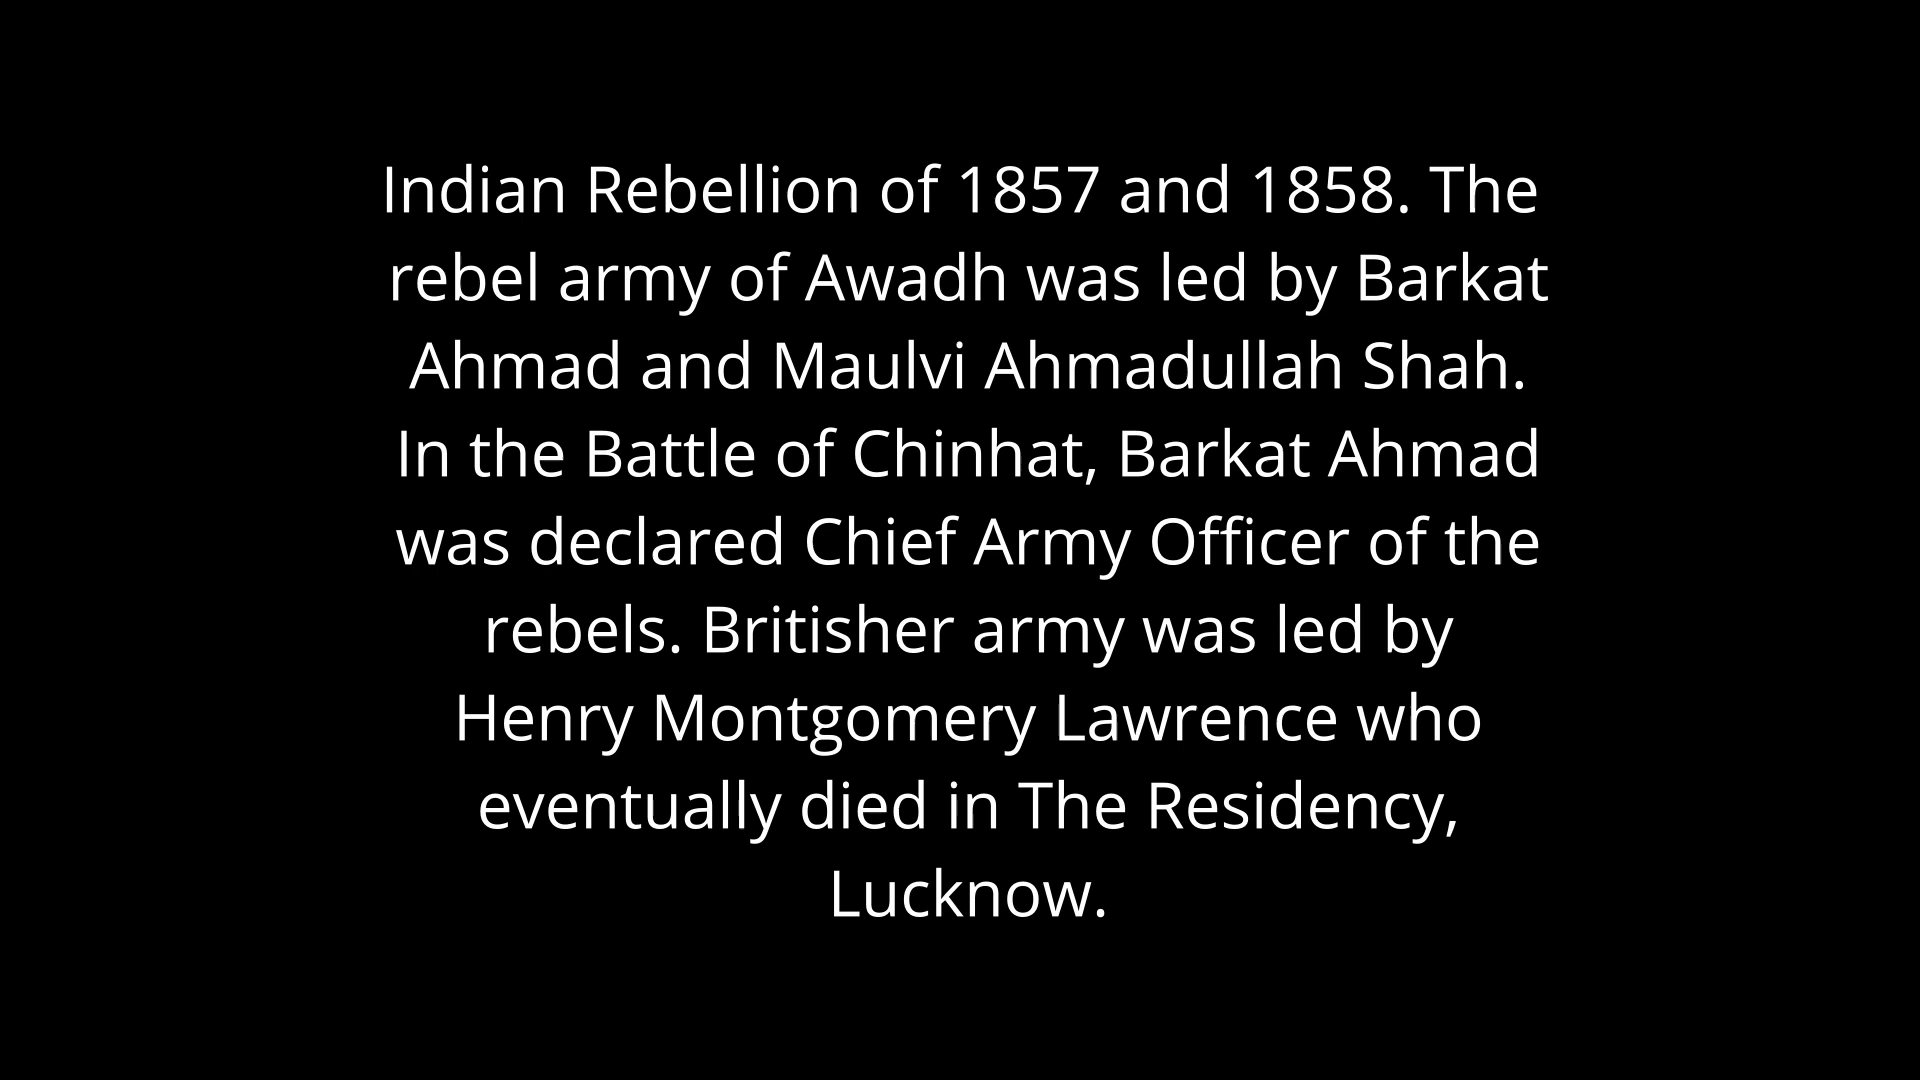 Indian Rebellion of 1857 and 1858. The
rebel army of Awadh was led by Barkat
Ahmad and Maulvi Ahmadullah Shah.
In the Battle of Chinhat, Barkat Ahmad
was declared Chief Army Officer of the
rebels. Britisher army was led by
Henry Montgomery Lawrence who
eventually died in The Residency,
Lucknow.